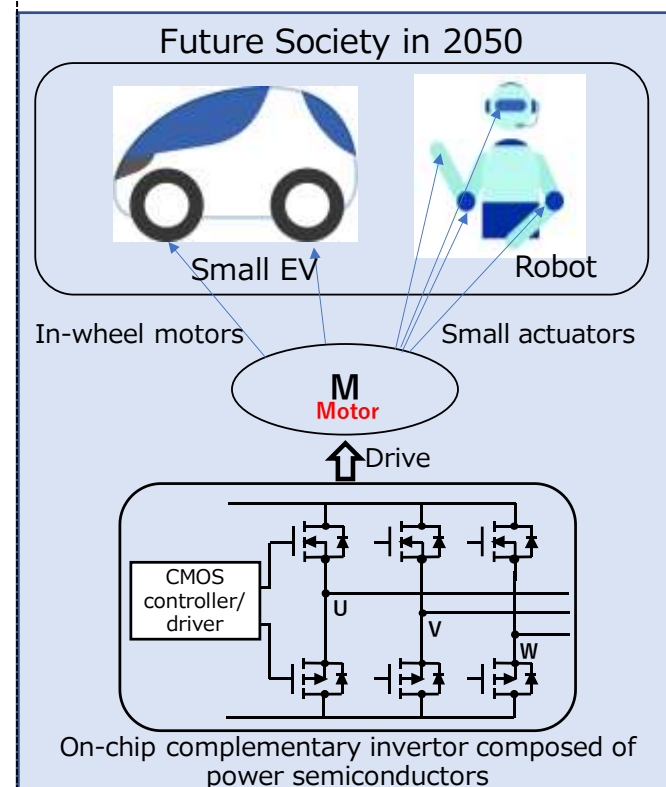 Future Society in 2050
Small EV
Robot
In-wheel motors
Small actuators
M
Motor
Drive
CMOS
controller/
driver
U
V
W
On-chip complementary invertor composed of
power semiconductors